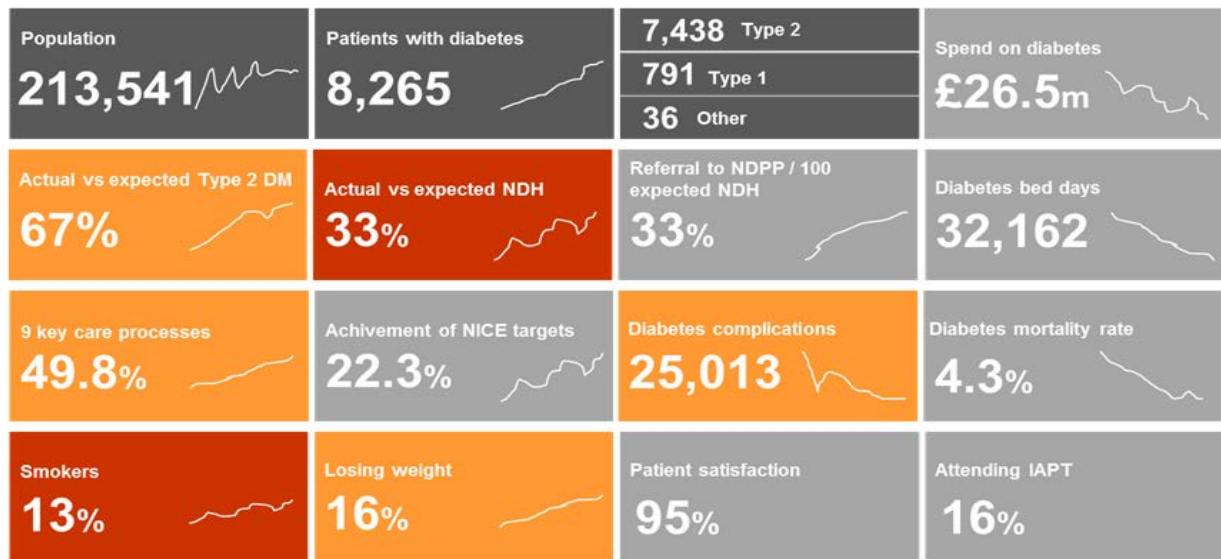 Population
213,541
Patients with diabetes
8,265
7,438 Type 2
791 Type 1
36 Other
Spend on diabetes
£26.5m
Actual vs expected Type 2 DM
67%
Actual vs expected NDH
33%
Referral to NDPP / 100
expected NDH
33%
Diabetes bed days
32,162
9 key care processes
49.8%
Achivement of NICE targets
22.3%
Diabetes complications
25,013
Diabetes mortality rate
4.3%
Smokers
13%
Losing weight
16%
Patient satisfaction
95%
Attending IAPT
16%